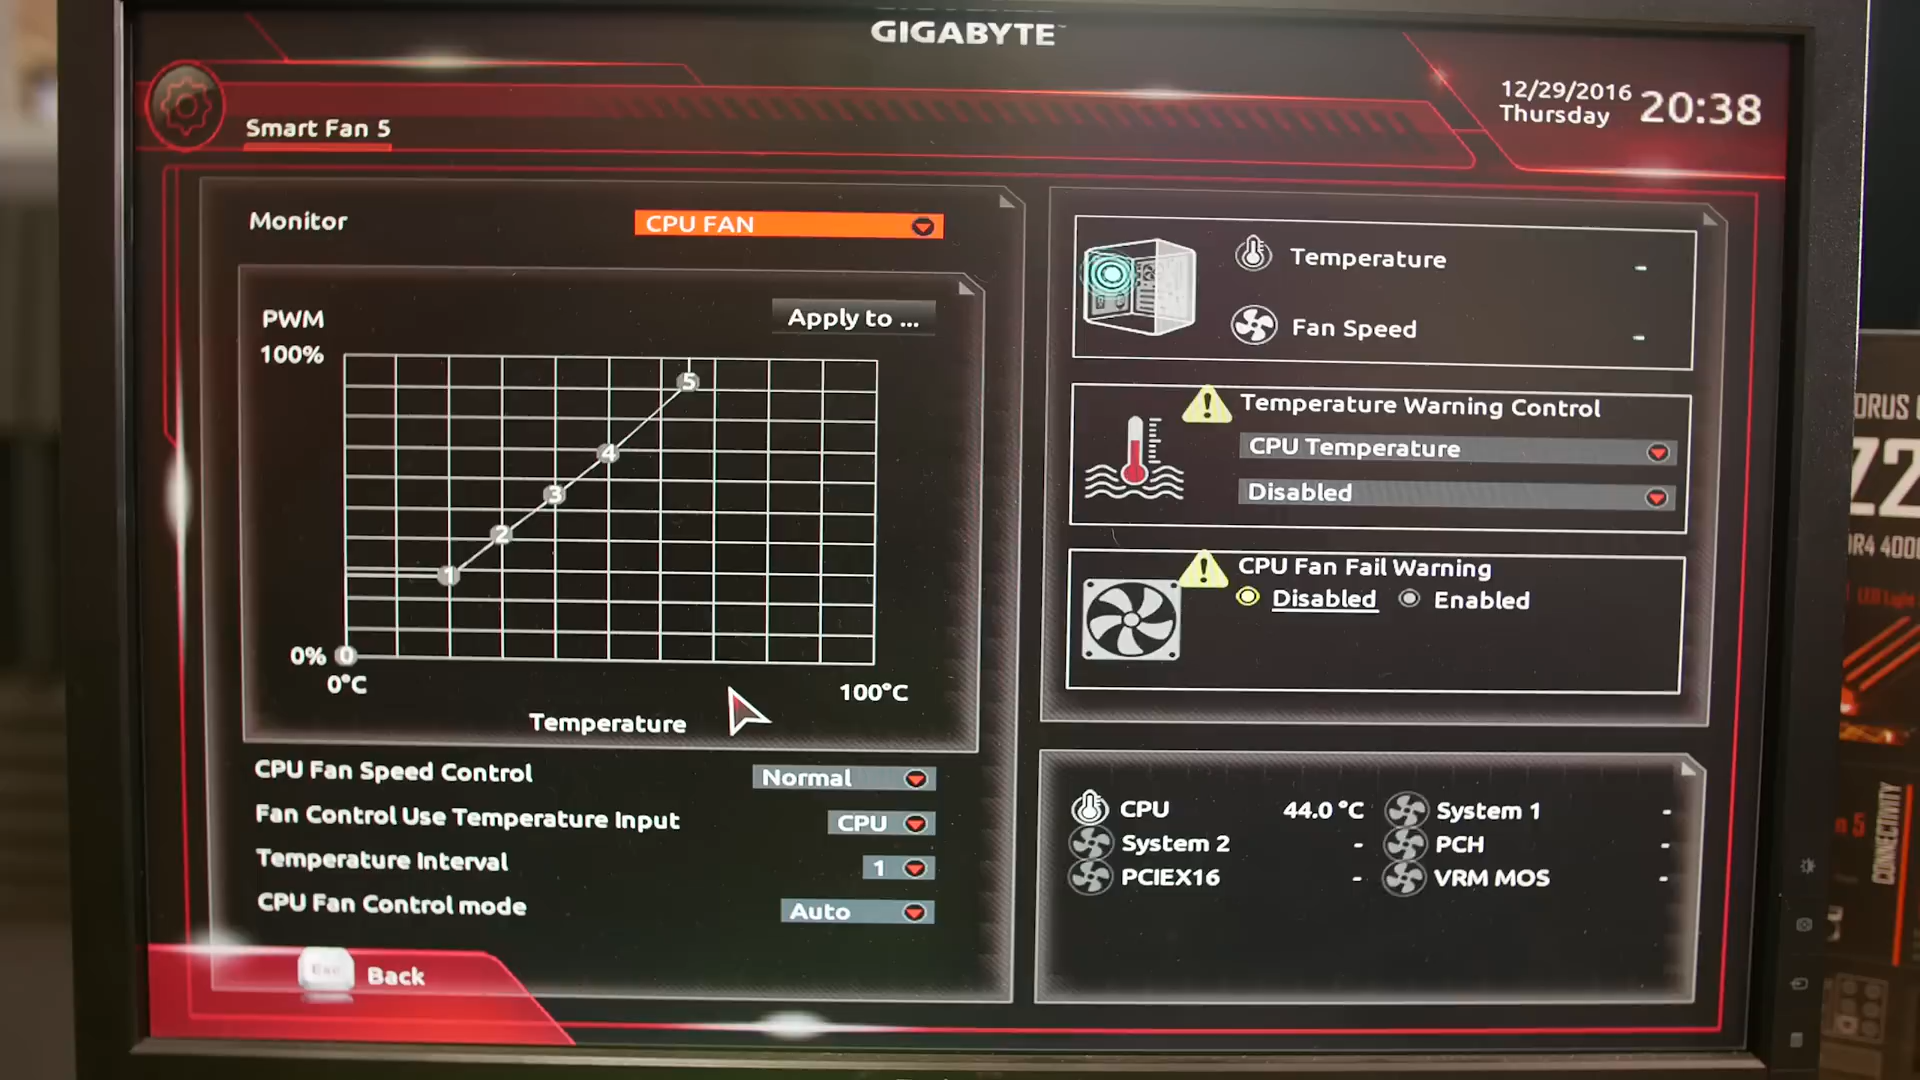 GIGABYTE
12/29/2016
Thursday
20:38
Smart Fan 5
Monitor
CPU FAN
PWM
Apply to ...
100%
5
4
3
2
1
0% 0
0°C
100°C
Temperature
CPU Fan Speed Control
Normal
Fan Control Use Temperature Input
CPU
Temperature Interval
1
CPU Fan Control mode
Auto
Esc
Back
Temperature -
Fan Speed -
Temperature Warning Control
CPU Temperature
Disabled
CPU Fan Fail Warning
Disabled Enabled
CPU 44.0 °C System 1 -
System 2 - PCH -
PCIEX16 - VRM MOS -
CONNECTIVITY